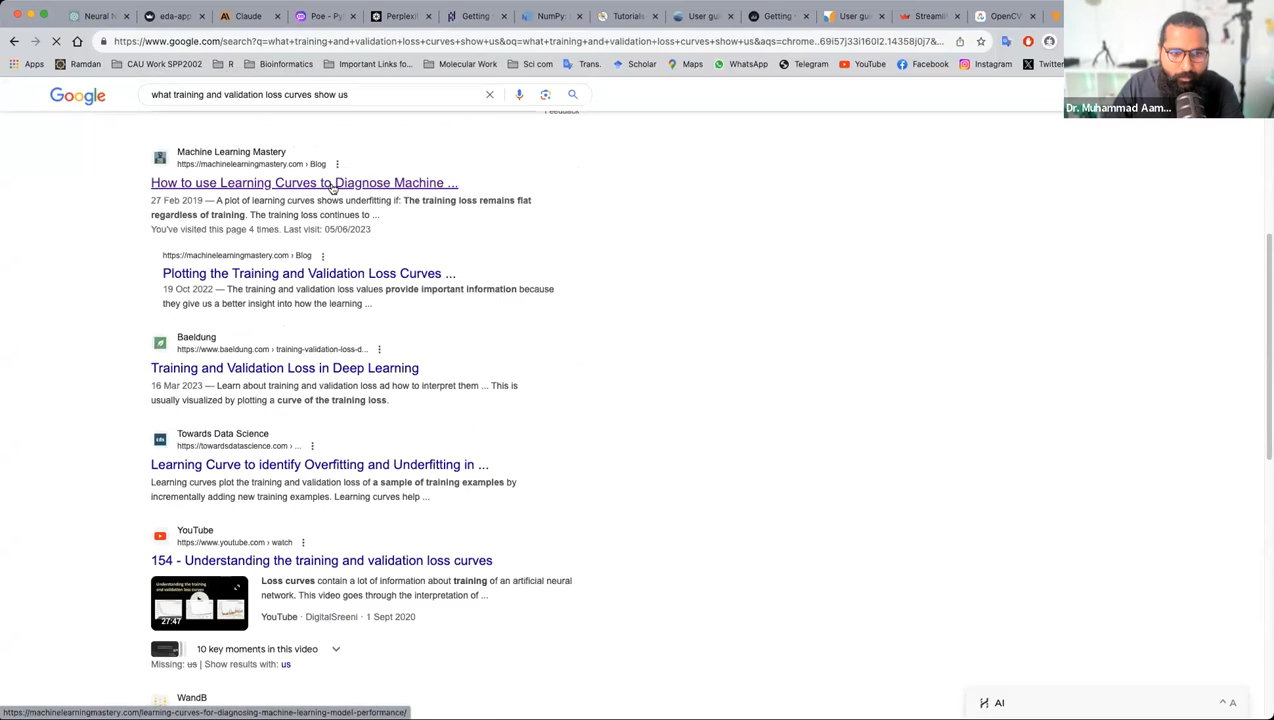 Neural N
eda-app
Claude
Poe - Py
Perplexi
Getting
NumPy:
Tutorials
User gui
Getting
User gui
Streamli
OpenCV
https://www.google.com/search?q=what+training+and+validation+loss+curves+show+us&oq=what+training+and+validation+loss+curves+show+us&aqs=chrome..69i57j33i160l2.14358j0j7&...
Apps
Ramdan
CAU Work SPP2002
R
Bioinformatics
Important Links fo...
Molecular Work
Sci com
Trans.
Scholar
Maps
WhatsApp
Telegram
YouTube
Facebook
Instagram
Twitter
Dr. Muhammad Aam...
Google
what training and validation loss curves show us
Feedback
Machine Learning Mastery
https://machinelearningmastery.com › Blog
How to use Learning Curves to Diagnose Machine ...
27 Feb 2019 — A plot of learning curves shows underfitting if: The training loss remains flat
regardless of training. The training loss continues to ...
You've visited this page 4 times. Last visit: 05/06/2023
https://machinelearningmastery.com › Blog
Plotting the Training and Validation Loss Curves ...
19 Oct 2022 — The training and validation loss values provide important information because
they give us a better insight into how the learning ...
Baeldung
https://www.baeldung.com › training-validation-loss-d...
Training and Validation Loss in Deep Learning
16 Mar 2023 — Learn about training and validation loss ad how to interpret them ... This is
usually visualized by plotting a curve of the training loss.
Towards Data Science
https://towardsdatascience.com › ...
Learning Curve to identify Overfitting and Underfitting in ...
Learning curves plot the training and validation loss of a sample of training examples by
incrementally adding new training examples. Learning curves help ...
YouTube
https://www.youtube.com › watch
154 - Understanding the training and validation loss curves
Understanding the training
and validation loss curves
27:47
Loss curves contain a lot of information about training of an artificial neural
network. This video goes through the interpretation of ...
YouTube · DigitalSreeni · 1 Sept 2020
10 key moments in this video
Missing: us | Show results with: us
WandB
https://machinelearningmastery.com/learning-curves-for-diagnosing-machine-learning-model-performance/
AI
A